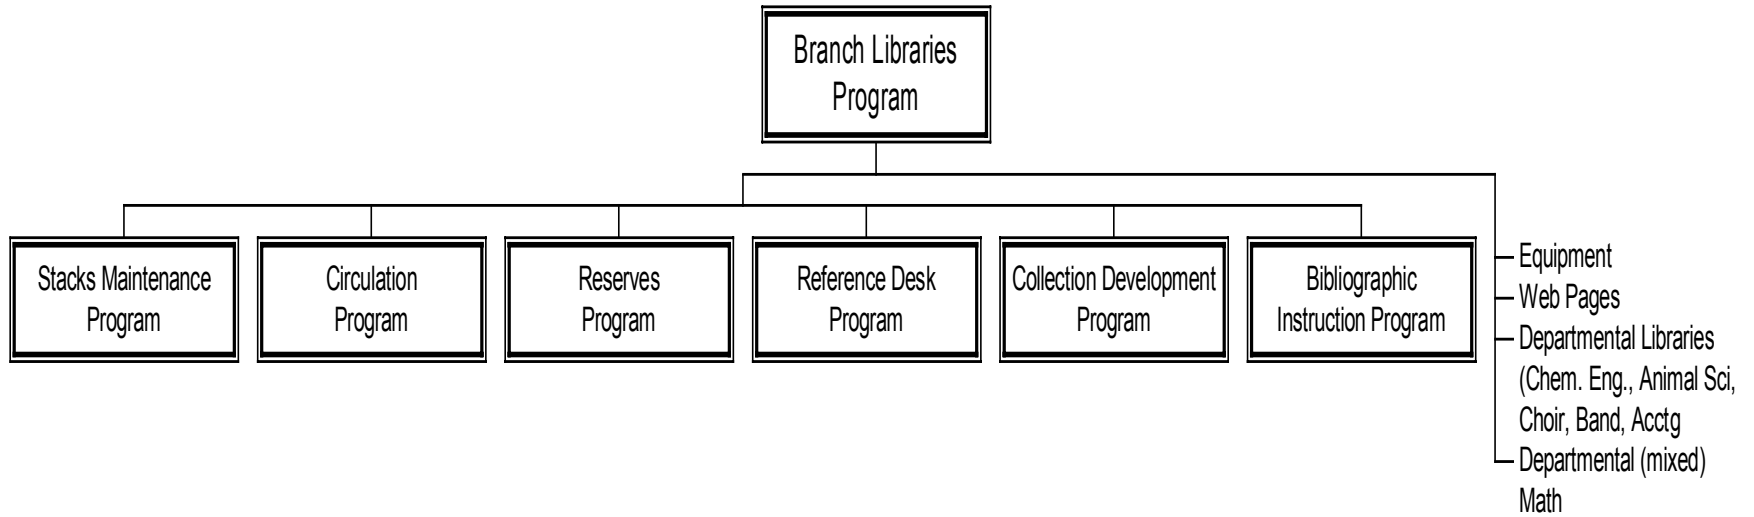 Branch Libraries
Program
Stacks Maintenance
Program
Circulation
Program
Reserves
Program
Reference Desk
Program
Collection Development
Program
Bibliographic
Instruction Program
Equipment
Web Pages
Departmental Libraries
(Chem. Eng., Animal Sci,
Choir, Band, Acctg
Departmental (mixed)
Math